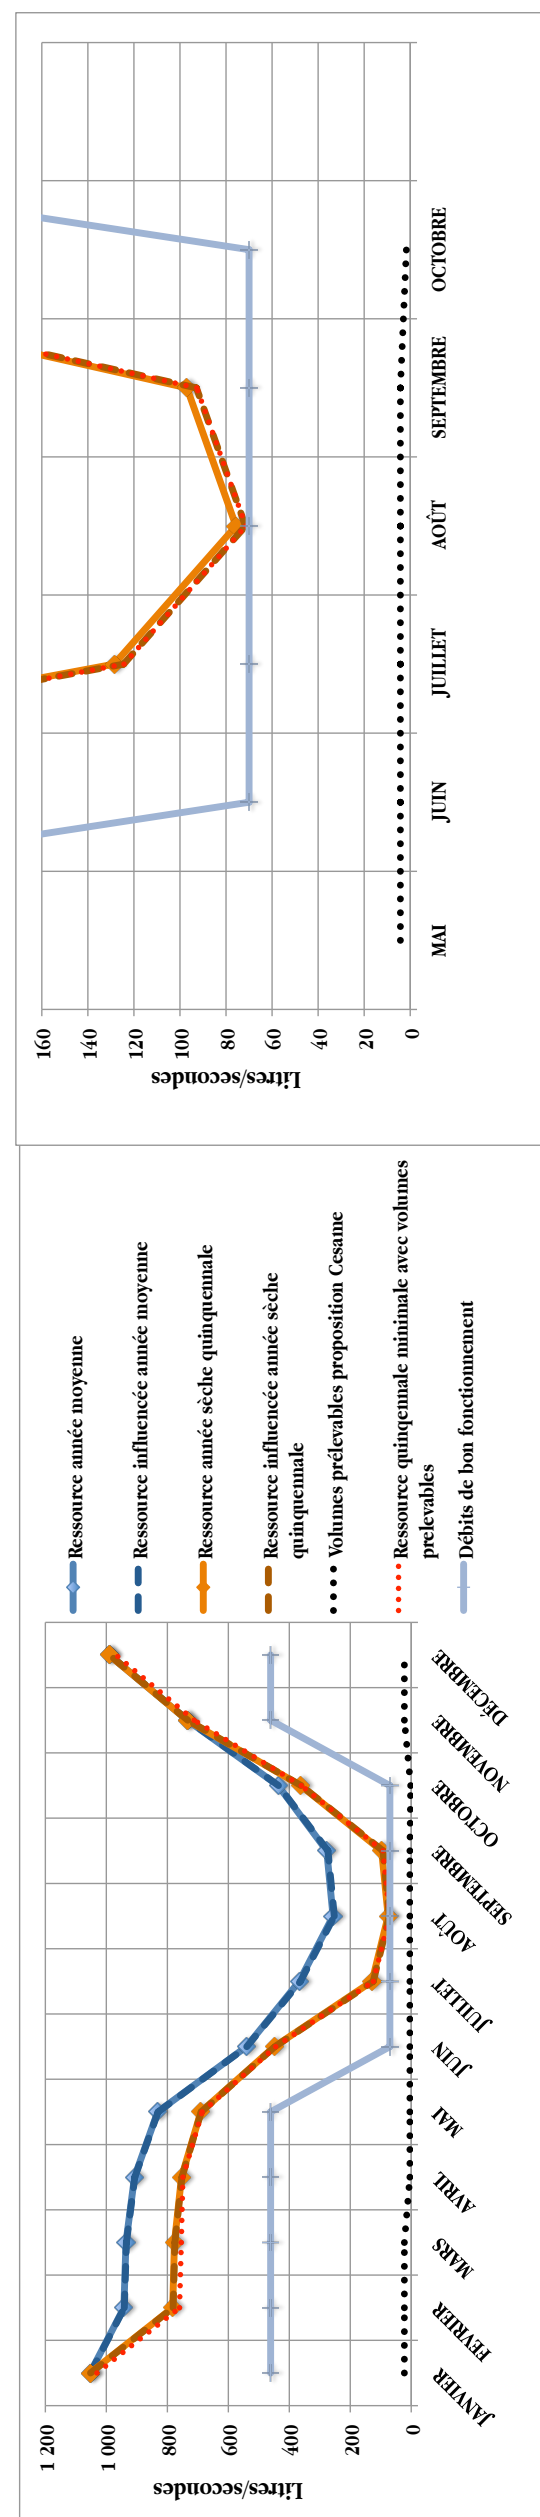 1 200
1 000
800
600
400
200
0
Litres/secondes
JANVIER
FEVRIER
MARS
AVRIL
MAI
JUIN
JUILLET
AOÛT
SEPTEMBRE
OCTOBRE
NOVEMBRE
DÉCEMBRE
Ressource année moyenne
Ressource influencée année moyenne
Ressource année sèche quinquennale
Ressource influencée année sèche
quinquennale
Volumes prélevables proposition Cesame
Ressource quinqennale minimale avec volumes
prelevables
Débits de bon fonctionnement
160
140
120
100
80
60
40
20
0
Litres/secondes
MAI
JUIN
JUILLET
AOÛT
SEPTEMBRE
OCTOBRE